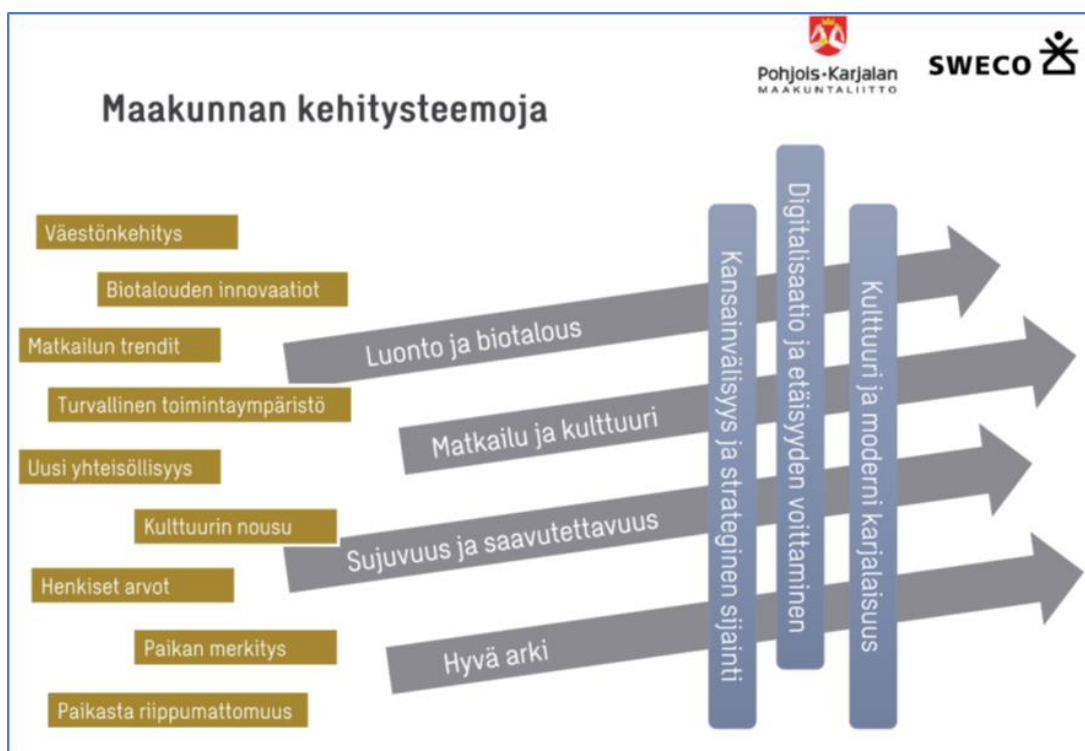 Pohjois-Karjalan
MAAKUNTALIITTO
SWECO
Maakunnan kehitysteemoja
Väestönkehitys
Biotalouden innovaatiot
Matkailun trendit
Turvallinen toimintaympäristö
Uusi yhteisöllisyys
Kulttuurin nousu
Henkiset arvot
Paikan merkitys
Paikasta riippumattomuus
Luonto ja biotalous
Matkailu ja kulttuuri
Sujuvuus ja saavutettavuus
Hyvä arki
Kansainvälisyys ja strateginen sijainti
Digitalisaatio ja etäisyyden voittaminen
Kulttuuri ja moderni karjalaisuus